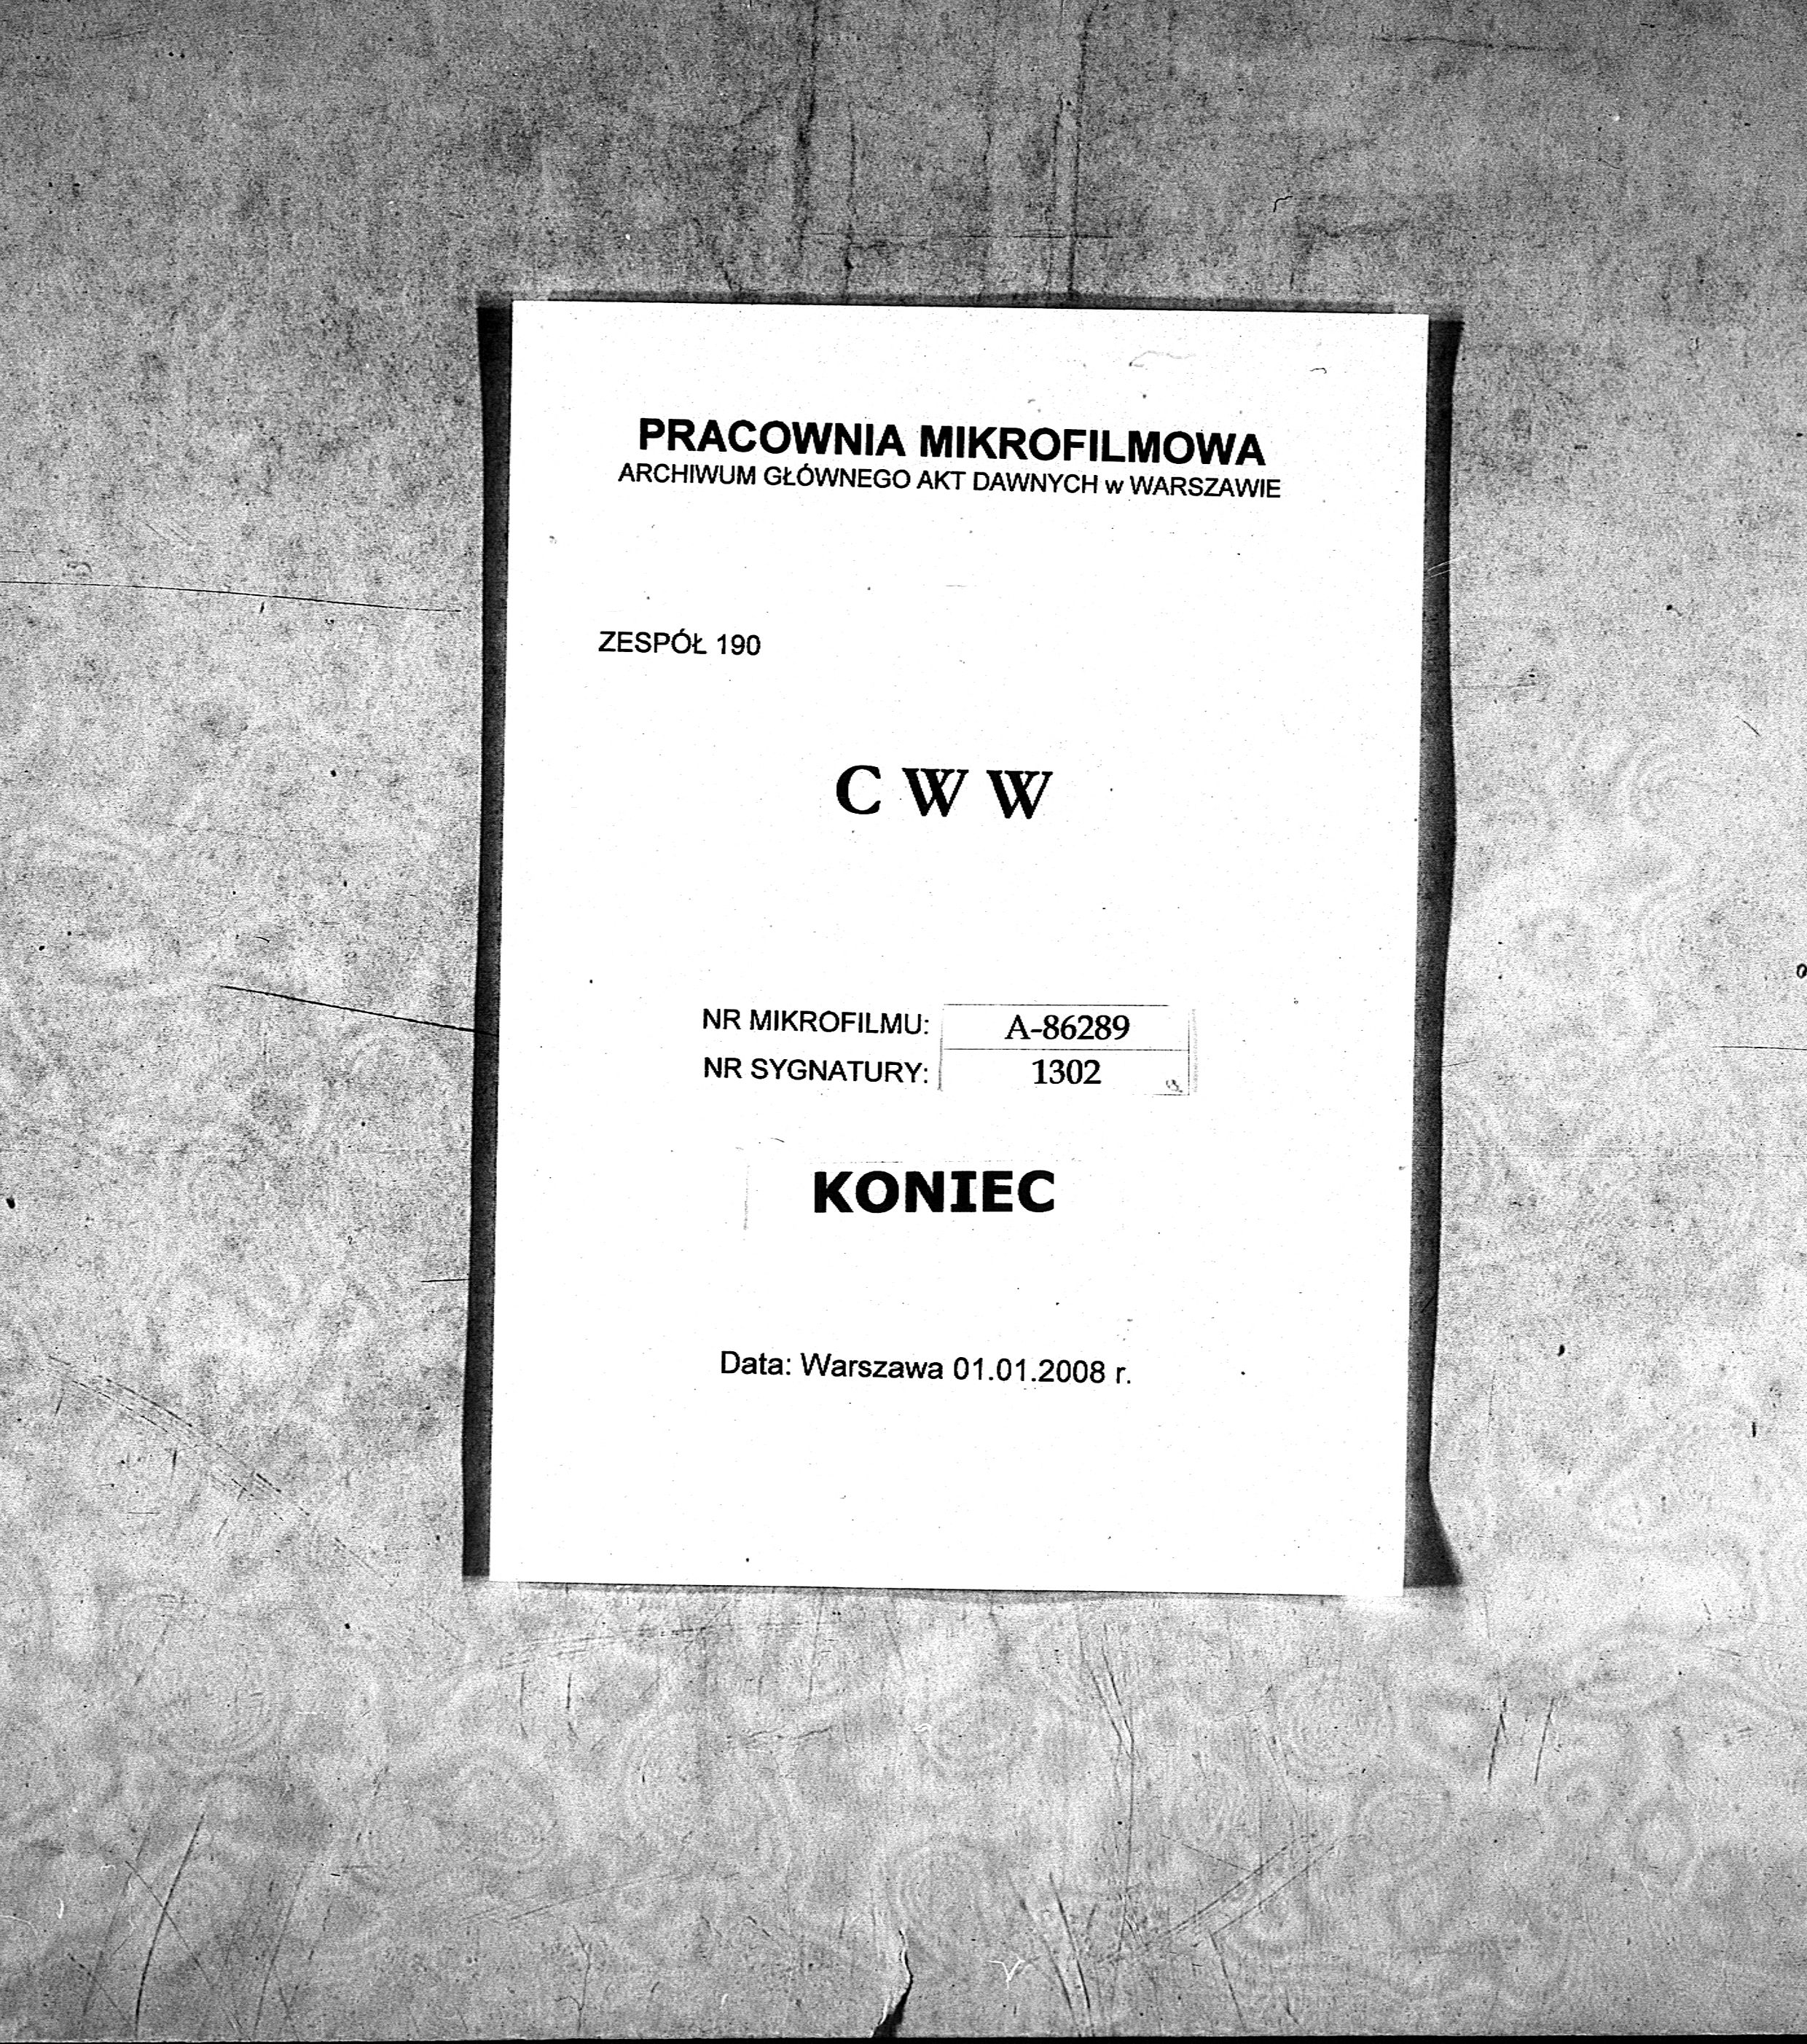 PRACOWNIA MIKROFILMOWA
ARCHIWUM GŁÓWNEGO AKT DAWNYCH w WARSZAWIE
ZESPÓŁ 190
C W W
NR MIKROFILMU: A-86289
NR SYGNATURY: 1302
KONIEC
Data: Warszawa 01.01.2008 r.